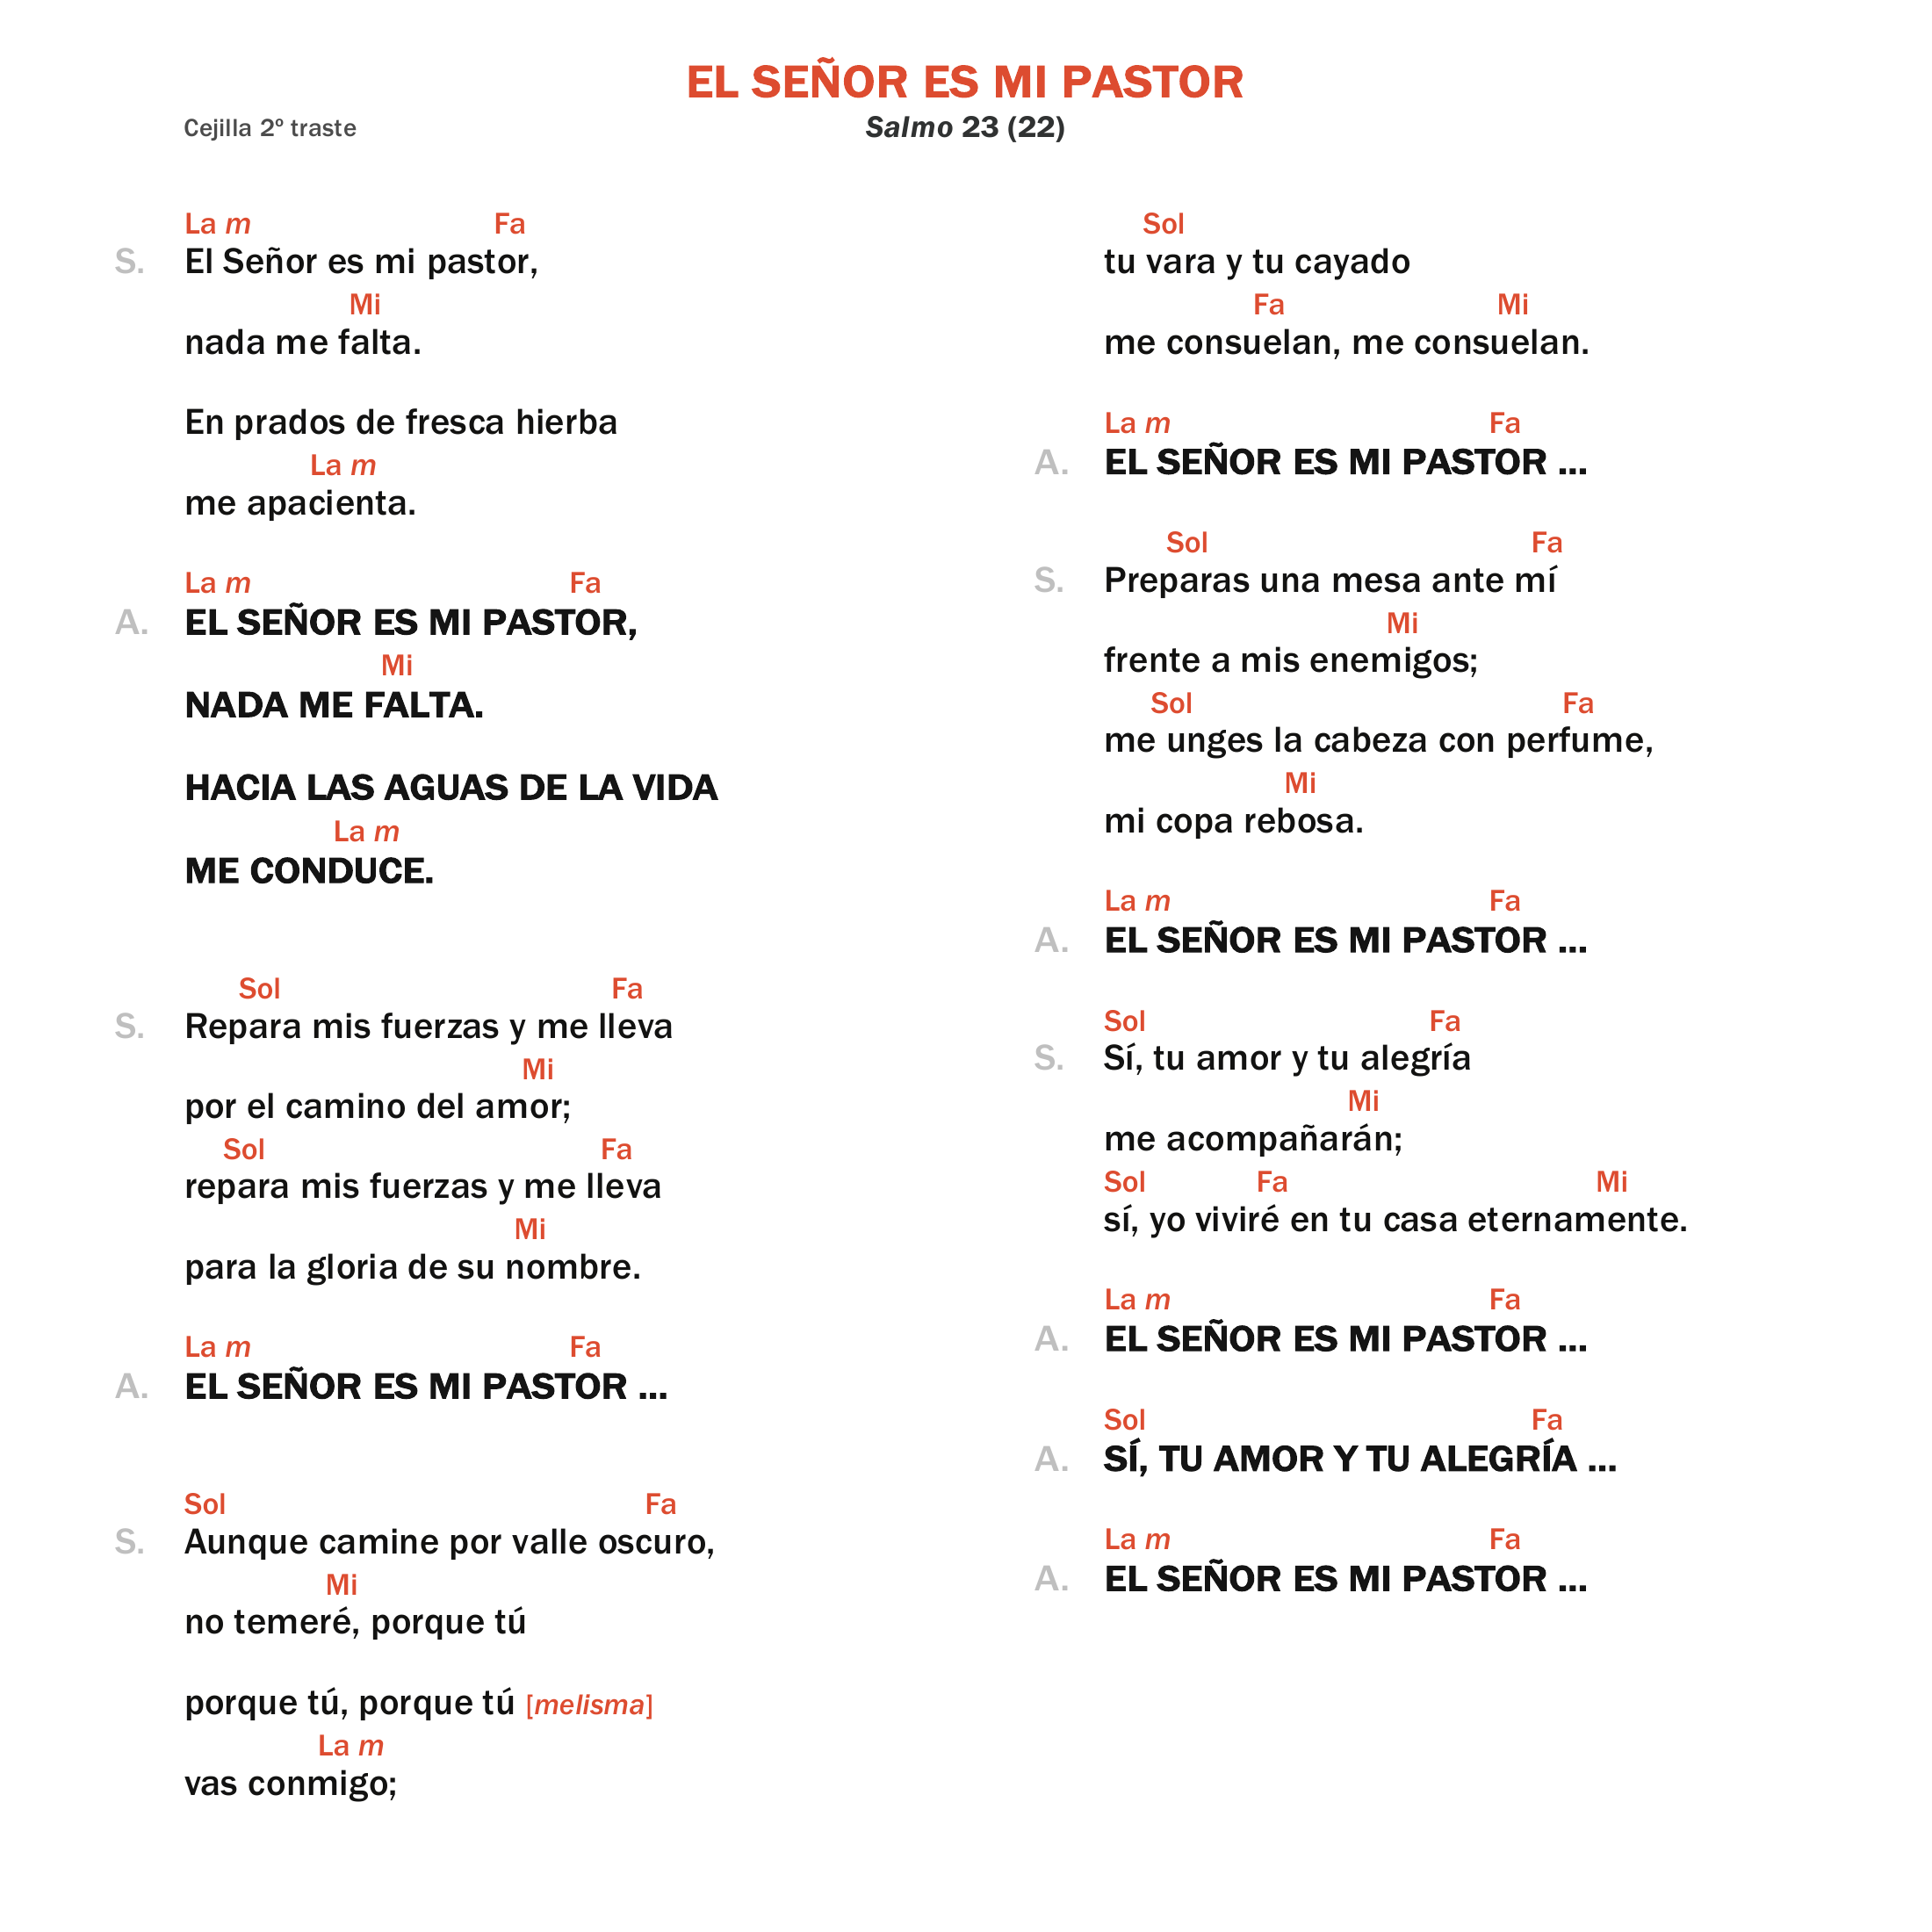 EL SEÑOR ES MI PASTOR
Cejilla 2º traste
Salmo 23 (22)
La m Fa
S. El Señor es mi pastor,
Mi
nada me falta.
En prados de fresca hierba
La m
me apacienta.
La m Fa
A. EL SEÑOR ES MI PASTOR,
Mi
NADA ME FALTA.
HACIA LAS AGUAS DE LA VIDA
La m
ME CONDUCE.
Sol Fa
S. Repara mis fuerzas y me lleva
Mi
por el camino del amor;
Sol Fa
repara mis fuerzas y me lleva
Mi
para la gloria de su nombre.
La m Fa
A. EL SEÑOR ES MI PASTOR ...
Sol Fa
S. Aunque camine por valle oscuro,
Mi
no temeré, porque tú
porque tú, porque tú [melisma]
La m
vas conmigo;
Sol
tu vara y tu cayado
Fa Mi
me consuelan, me consuelan.
La m Fa
A. EL SEÑOR ES MI PASTOR ...
Sol Fa
S. Preparas una mesa ante mí
Mi
frente a mis enemigos;
Sol Fa
me unges la cabeza con perfume,
Mi
mi copa rebosa.
La m Fa
A. EL SEÑOR ES MI PASTOR ...
Sol Fa
S. Sí, tu amor y tu alegría
Mi
me acompañarán;
Sol Fa Mi
sí, yo viviré en tu casa eternamente.
La m Fa
A. EL SEÑOR ES MI PASTOR ...
Sol Fa
A. SÍ, TU AMOR Y TU ALEGRÍA ...
La m Fa
A. EL SEÑOR ES MI PASTOR ...